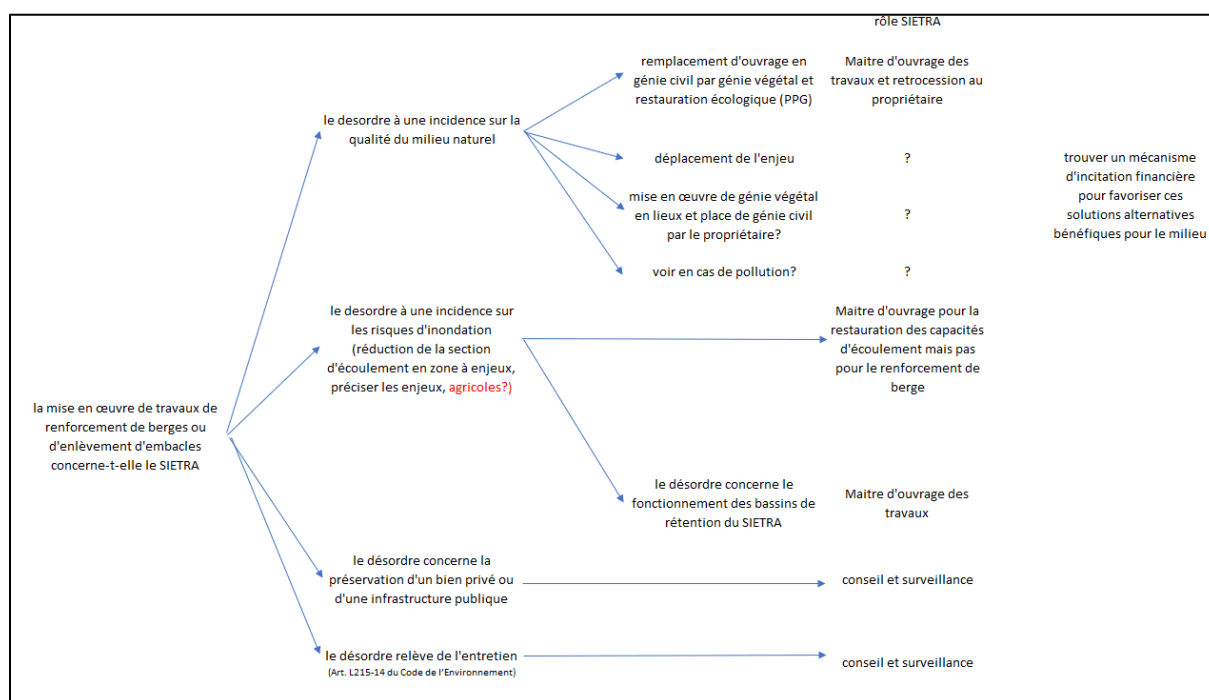 rôle SIETRA
remplacement d'ouvrage en
génie civil par génie végétal et
restauration écologique (PPG)
Maitre d'ouvrage des
travaux et retrocession au
propriétaire
le desordre à une incidence sur la
qualité du milieu naturel
déplacement de l'enjeu
?
mise en œuvre de génie végétal
en lieux et place de génie civil
par le propriétaire?
?
voir en cas de pollution?
?
trouver un mécanisme
d'incitation financière
pour favoriser ces
solutions alternatives
bénéfiques pour le milieu
le desordre à une incidence sur
les risques d'inondation
(réduction de la section
d'écoulement en zone à enjeux,
préciser les enjeux, agricoles?)
Maitre d'ouvrage pour la
restauration des capacités
d'écoulement mais pas
pour le renforcement de
berge
la mise en œuvre de travaux de
renforcement de berges ou
d'enlèvement d'embacles
concerne-t-elle le SIETRA
le désordre concerne le
fonctionnement des bassins de
rétention du SIETRA
Maitre d'ouvrage des
travaux
le désordre concerne la
préservation d'un bien privé ou
d'une infrastructure publique
conseil et surveillance
le désordre relève de l'entretien
(Art. L215-14 du Code de l'Environnement)
conseil et surveillance